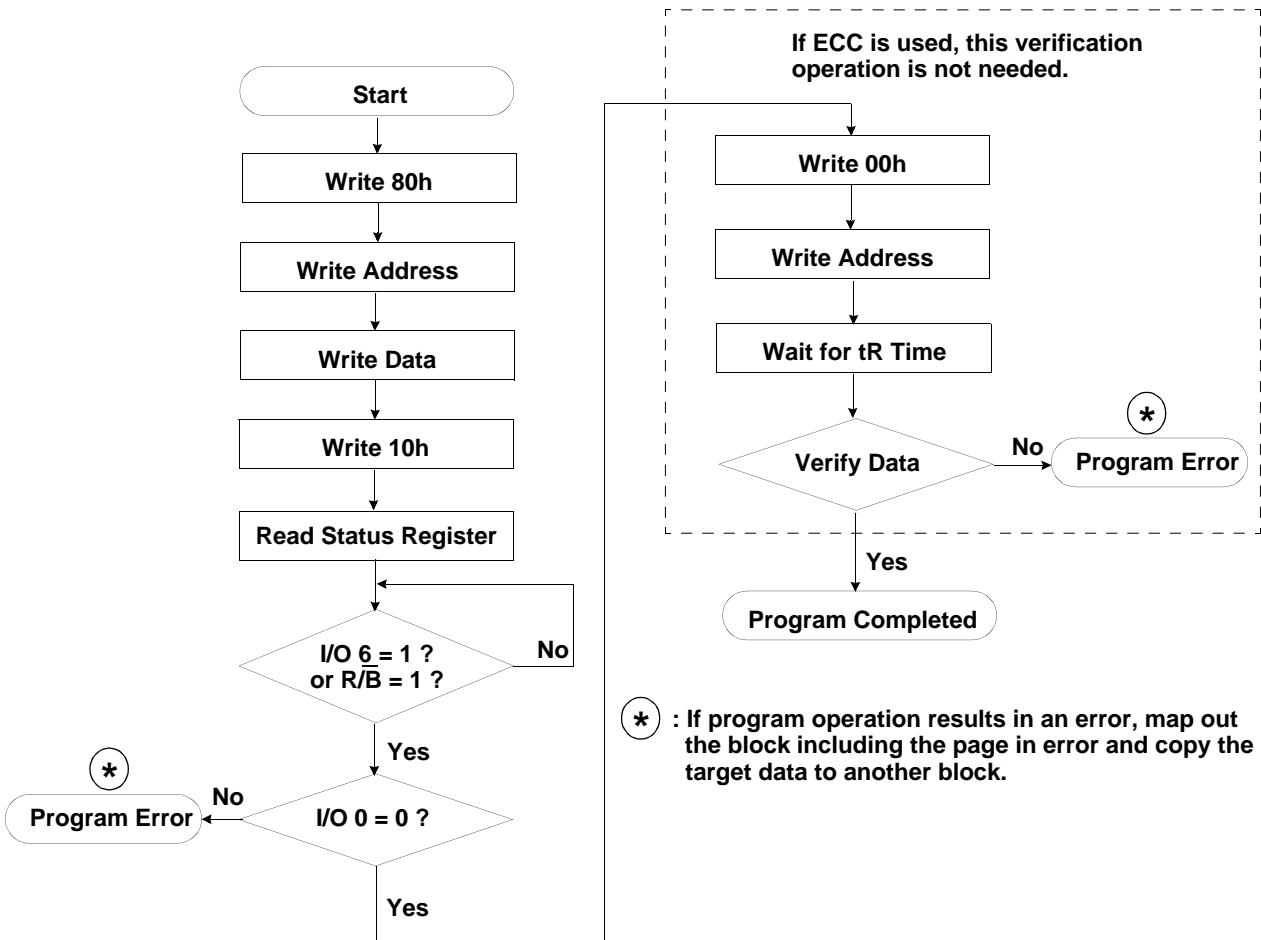 Start
Write 80h
Write Address
Write Data
Write 10h
Read Status Register
I/O 6 = 1 ?
or R/B̅ = 1 ?
No
Yes
*
No
Program Error
I/O 0 = 0 ?
Yes
If ECC is used, this verification
operation is not needed.
Write 00h
Write Address
Wait for tR Time
*
Verify Data
No
Program Error
Yes
Program Completed
* : If program operation results in an error, map out
the block including the page in error and copy the
target data to another block.